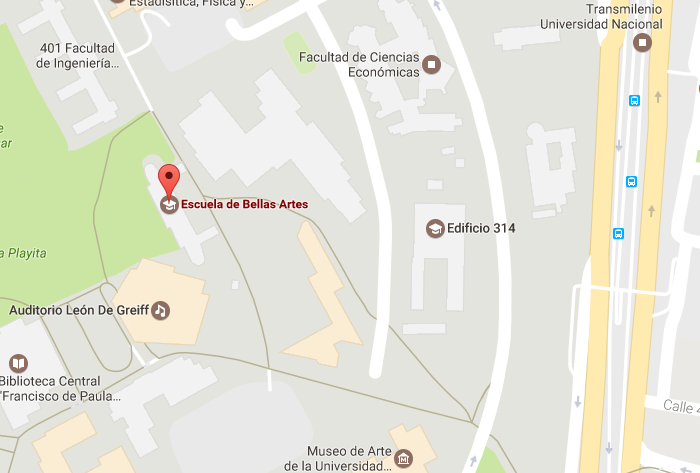 Estadística, Física y...
Transmilenio
Universidad Nacional
401 Facultad
de Ingeniería...
Facultad de Ciencias
Económicas
Escuela de Bellas Artes
Edificio 314
a Playita
Auditorio León De Greiff
Biblioteca Central
"Francisco de Paula...
Calle 4
Museo de Arte
de la Universidad...